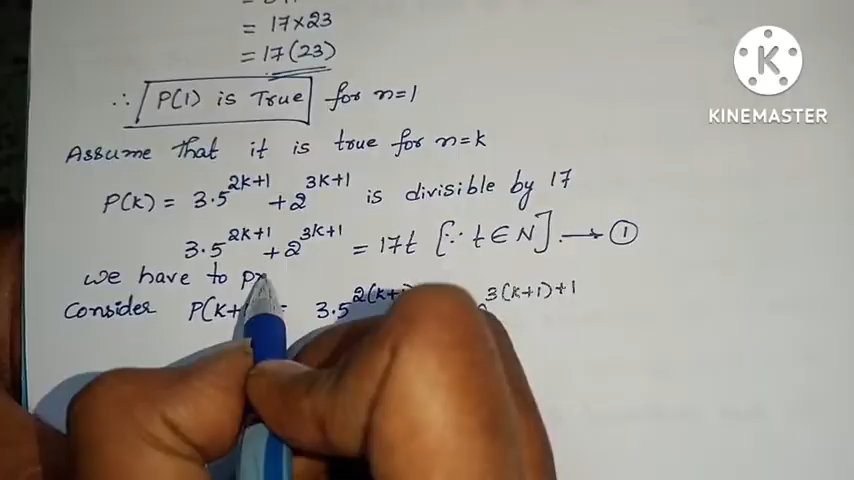 = 17×23
= 17(23)
∴ P(1) is True for n=1
Assume that it is true for n=k
P(k) = 3.5^{2k+1} + 2^{3k+1} is divisible by 17
3.5^{2k+1} + 2^{3k+1} = 17t [∵ t ∈ N] → ①
we have to
Consider P(k+ = 3.5^{2(k+1) 3(k+1)+1}
K
KINEMASTER